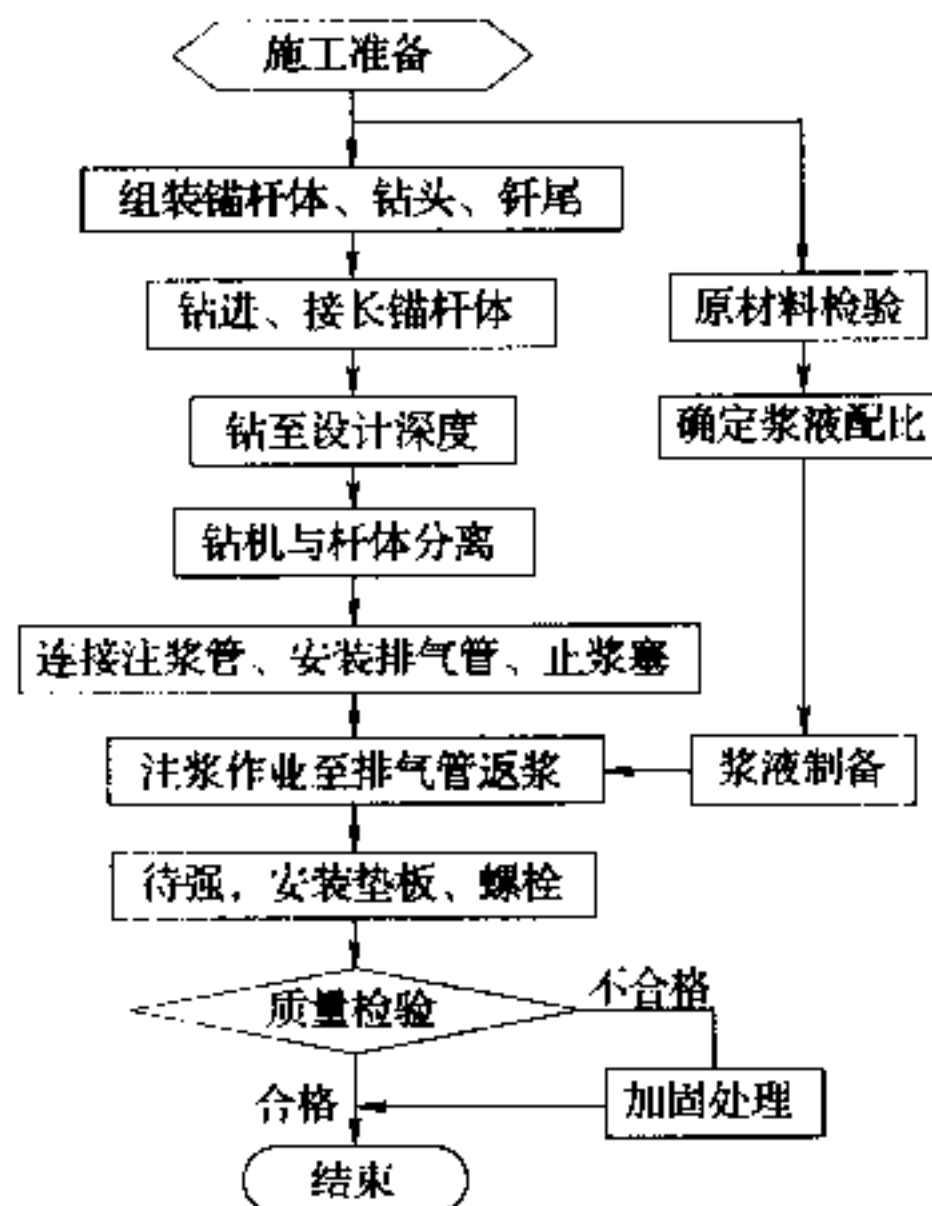 施工准备
组装锚杆体、钻头、钎尾
钻进、接长锚杆体
原材料检验
钻至设计深度
确定浆液配比
钻机与杆体分离
连接注浆管、安装排气管、止浆塞
注浆作业至排气管返浆
浆液制备
待强，安装垫板、螺栓
质量检验
不合格
合格
加固处理
结束